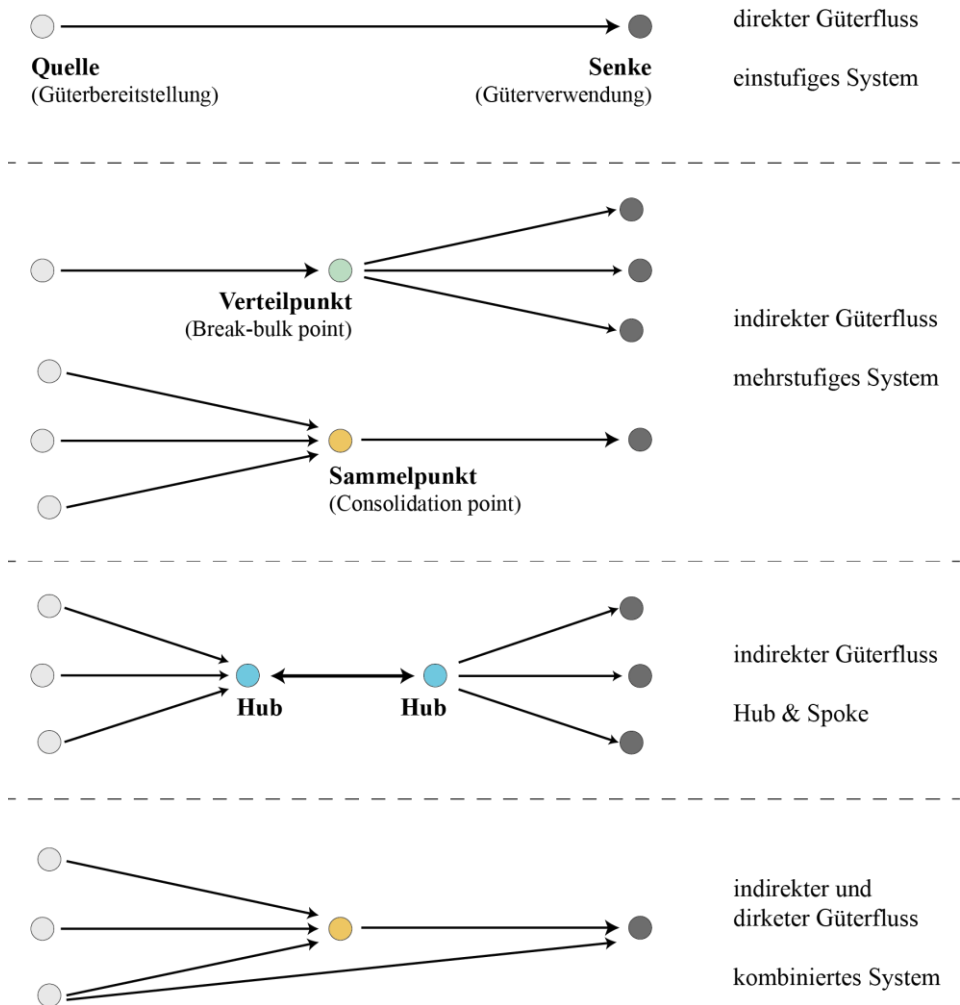 direkter Güterfluss
Quelle
(Güterbereitstellung)
Senke
(Güterverwendung)
einstufiges System
Verteilpunkt
(Break-bulk point)
indirekter Güterfluss
mehrstufiges System
Sammelpunkt
(Consolidation point)
Hub
Hub
indirekter Güterfluss
Hub & Spoke
indirekter und
dirketer Güterfluss
kombiniertes System